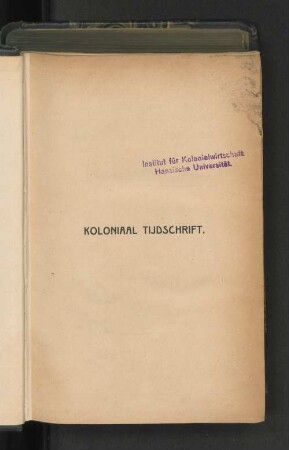 Institut für Kolonialwirtschaft
Hansische Universität.
KOLONIAAL TIJDSCHRIFT.